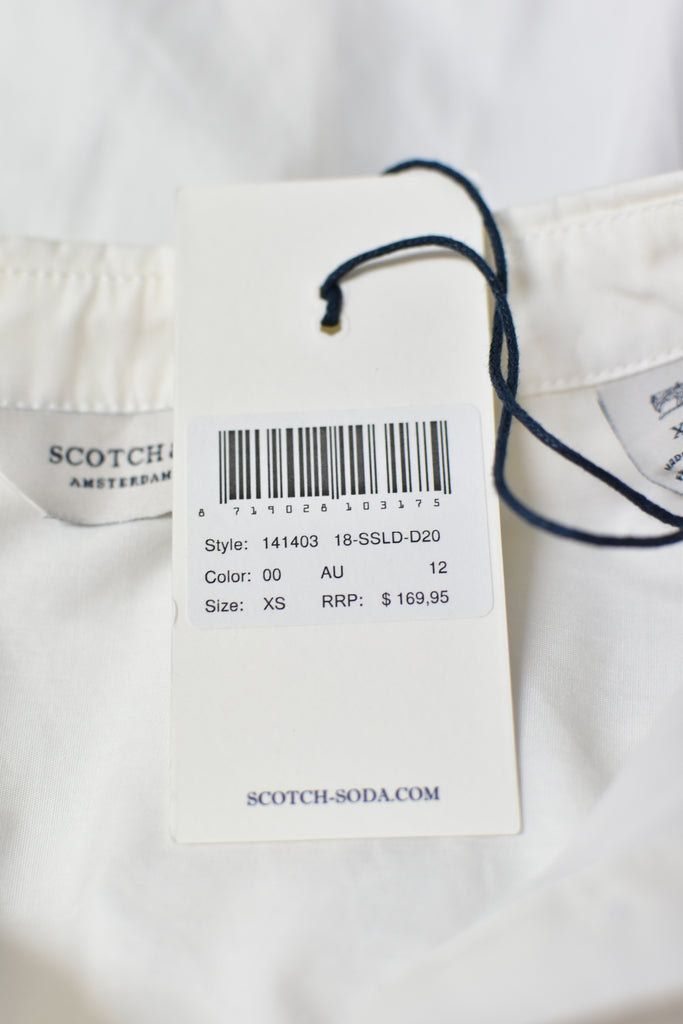 SCOTCH &
AMSTERDAM
X
8 719028 103175
Style: 141403 18-SSLD-D20
Color: 00 AU 12
Size: XS RRP: $ 169,95
SCOTCH-SODA.COM